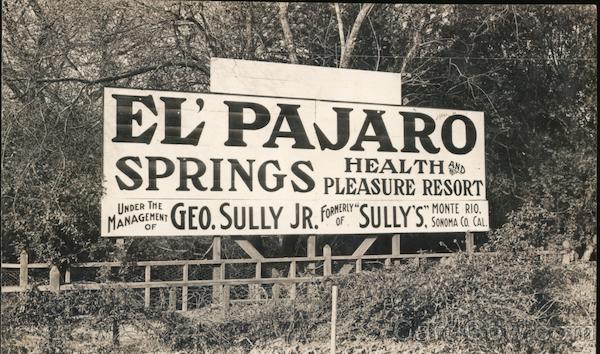 EL' PAJARO
SPRINGS HEALTH AND PLEASURE RESORT
UNDER THE MANAGEMENT OF GEO. SULLY JR. FORMERLY OF "SULLY'S", MONTE RIO. SONOMA CO. CAL.